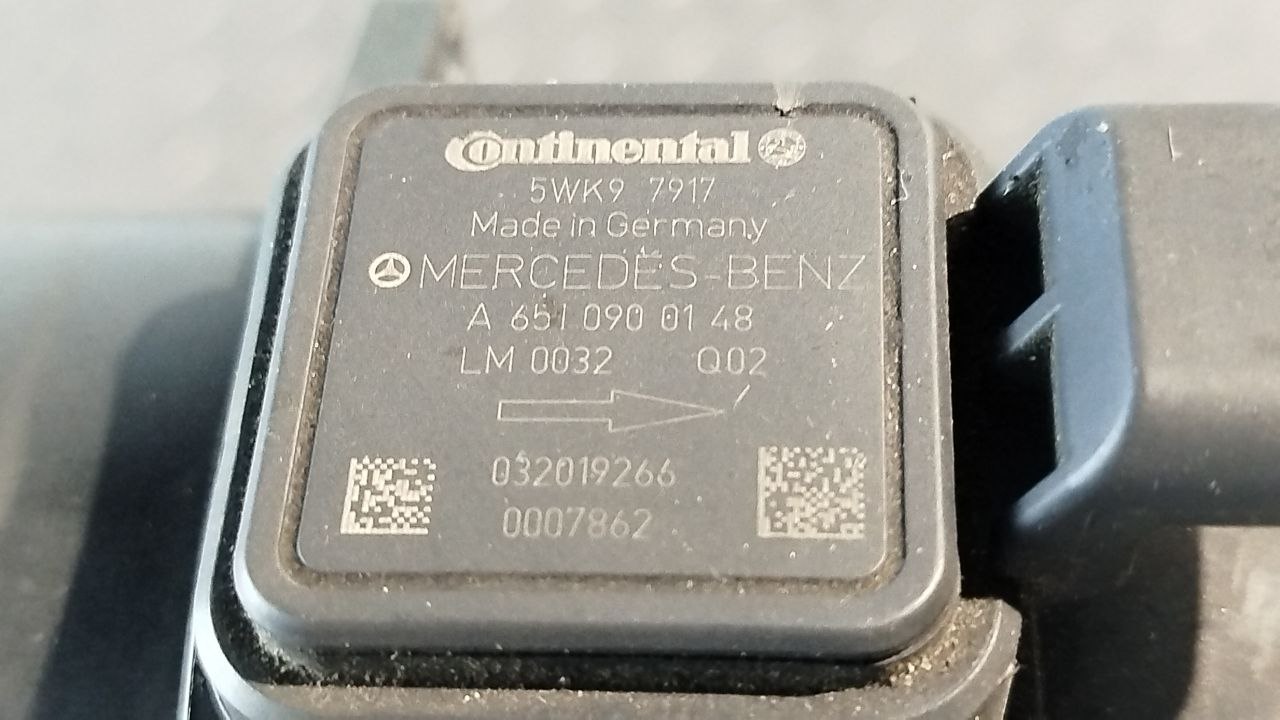 Continental
5WK9 7917
Made in Germany
MERCEDES-BENZ
A 651 090 01 48
LM 0032 Q02
032019266
0007862